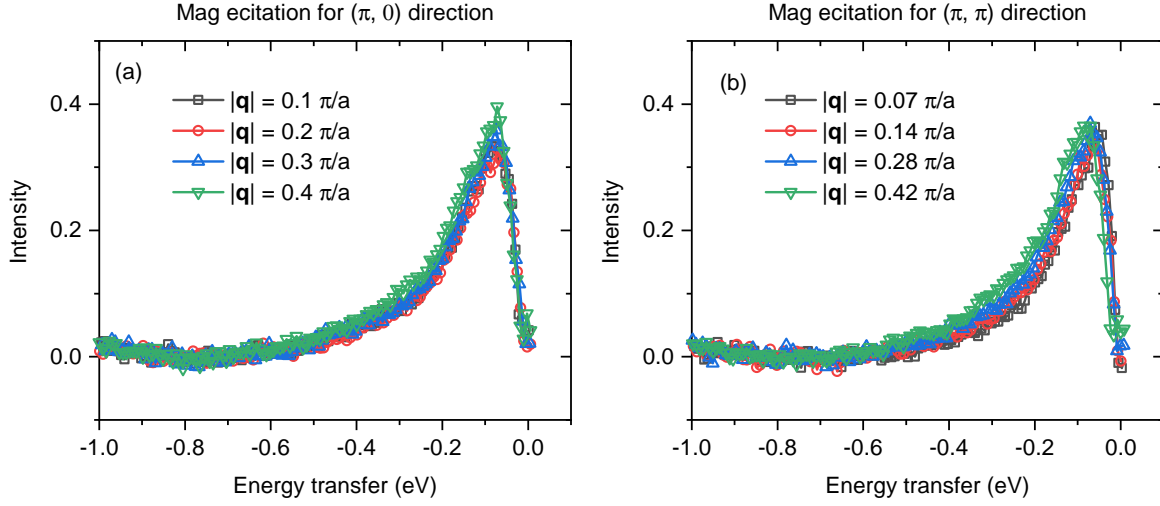 Mag ecitation for (π, 0) direction
(a)
|q| = 0.1 π/a
|q| = 0.2 π/a
|q| = 0.3 π/a
|q| = 0.4 π/a
0.4
0.2
0.0
Intensity
-1.0 -0.8 -0.6 -0.4 -0.2 0.0
Energy transfer (eV)
Mag ecitation for (π, π) direction
(b)
|q| = 0.07 π/a
|q| = 0.14 π/a
|q| = 0.28 π/a
|q| = 0.42 π/a
0.4
0.2
0.0
Intensity
-1.0 -0.8 -0.6 -0.4 -0.2 0.0
Energy transfer (eV)